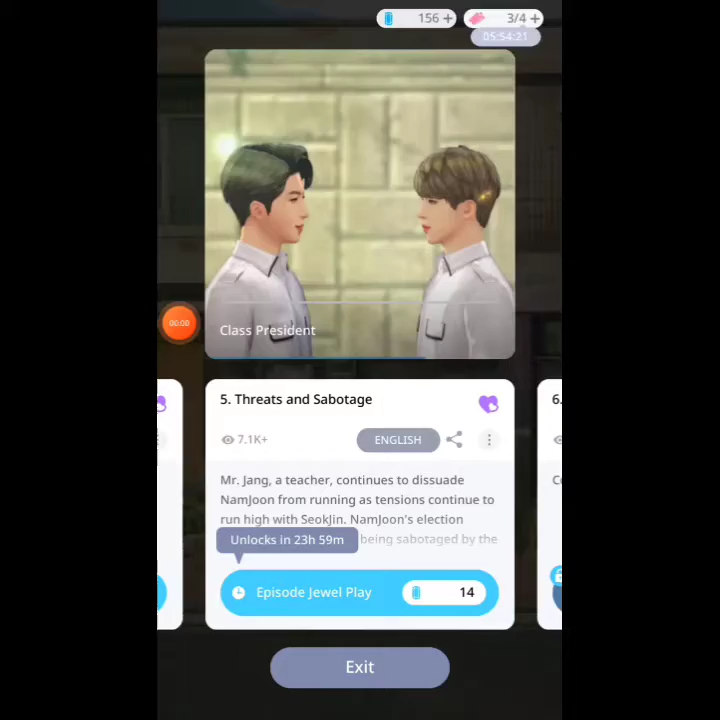 156 +
3/4 +
05:54:21
00:00
Class President
5. Threats and Sabotage
6.
7.1K+
ENGLISH
Mr. Jang, a teacher, continues to dissuade
NamJoon from running as tensions continue to
run high with SeokJin. NamJoon's election
being sabotaged by the
Unlocks in 23h 59m
Episode Jewel Play
14
Exit